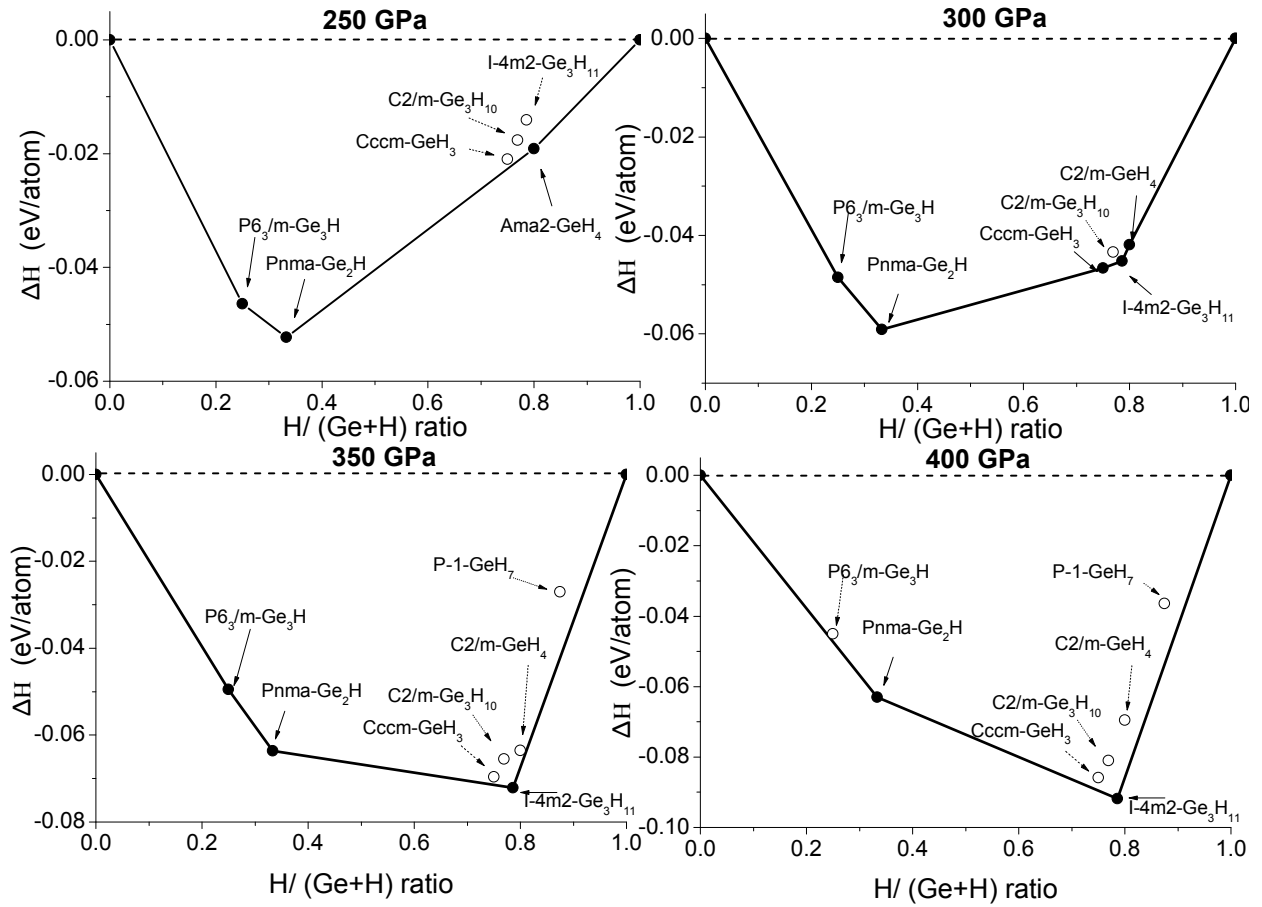 250 GPa
0.00
-0.02
-0.04
-0.06
ΔH (eV/atom)
I-4m2-Ge₃H₁₁
C2/m-Ge₃H₁₀
Cccm-GeH₃
Ama2-GeH₄
P6₃/m-Ge₃H
Pnma-Ge₂H
0.0 0.2 0.4 0.6 0.8 1.0
H/ (Ge+H) ratio
300 GPa
0.00
-0.02
-0.04
-0.06
ΔH (eV/atom)
C2/m-GeH₄
C2/m-Ge₃H₁₀
Cccm-GeH₃
P6₃/m-Ge₃H
Pnma-Ge₂H
I-4m2-Ge₃H₁₁
0.0 0.2 0.4 0.6 0.8 1.0
H/ (Ge+H) ratio
350 GPa
0.00
-0.02
-0.04
-0.06
-0.08
ΔH (eV/atom)
P-1-GeH₇
P6₃/m-Ge₃H
C2/m-GeH₄
Pnma-Ge₂H
C2/m-Ge₃H₁₀
Cccm-GeH₃
I-4m2-Ge₃H₁₁
0.0 0.2 0.4 0.6 0.8 1.0
H/ (Ge+H) ratio
400 GPa
0.00
-0.02
-0.04
-0.06
-0.08
-0.10
ΔH (eV/atom)
P6₃/m-Ge₃H
P-1-GeH₇
Pnma-Ge₂H
C2/m-GeH₄
C2/m-Ge₃H₁₀
Cccm-GeH₃
I-4m2-Ge₃H₁₁
0.0 0.2 0.4 0.6 0.8 1.0
H/ (Ge+H) ratio